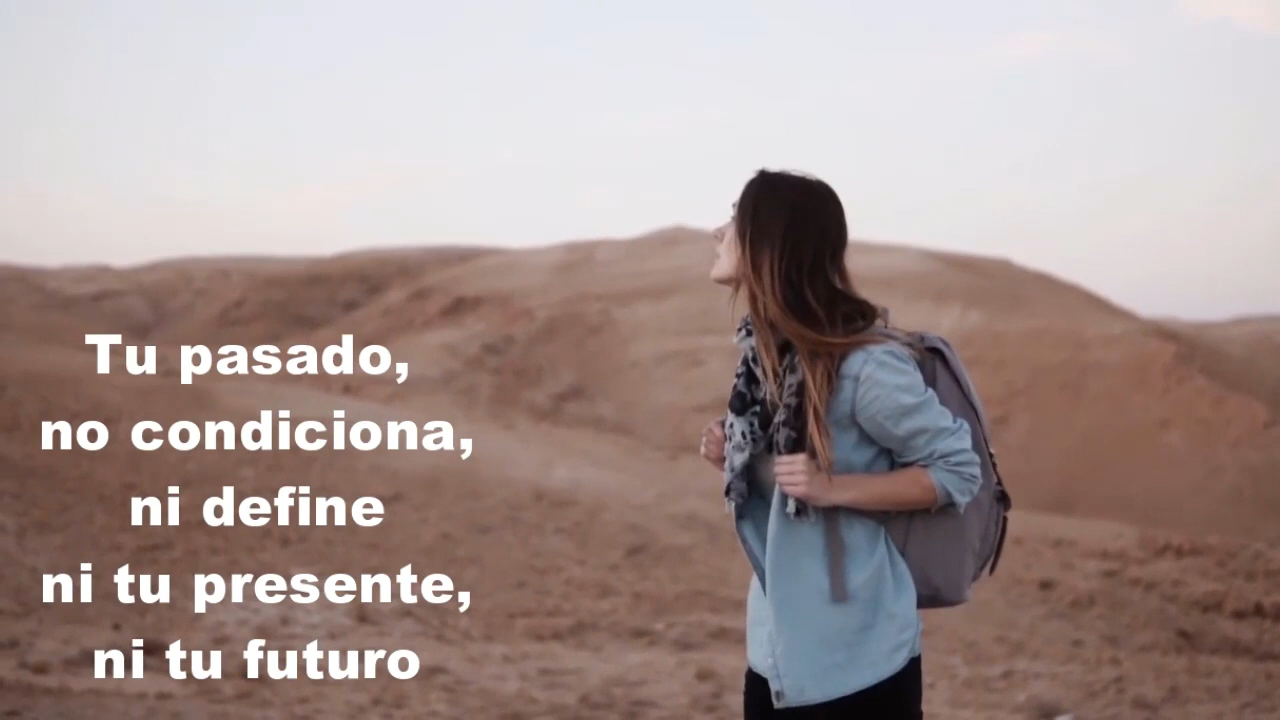 Tu pasado,
no condiciona,
ni define
ni tu presente,
ni tu futuro